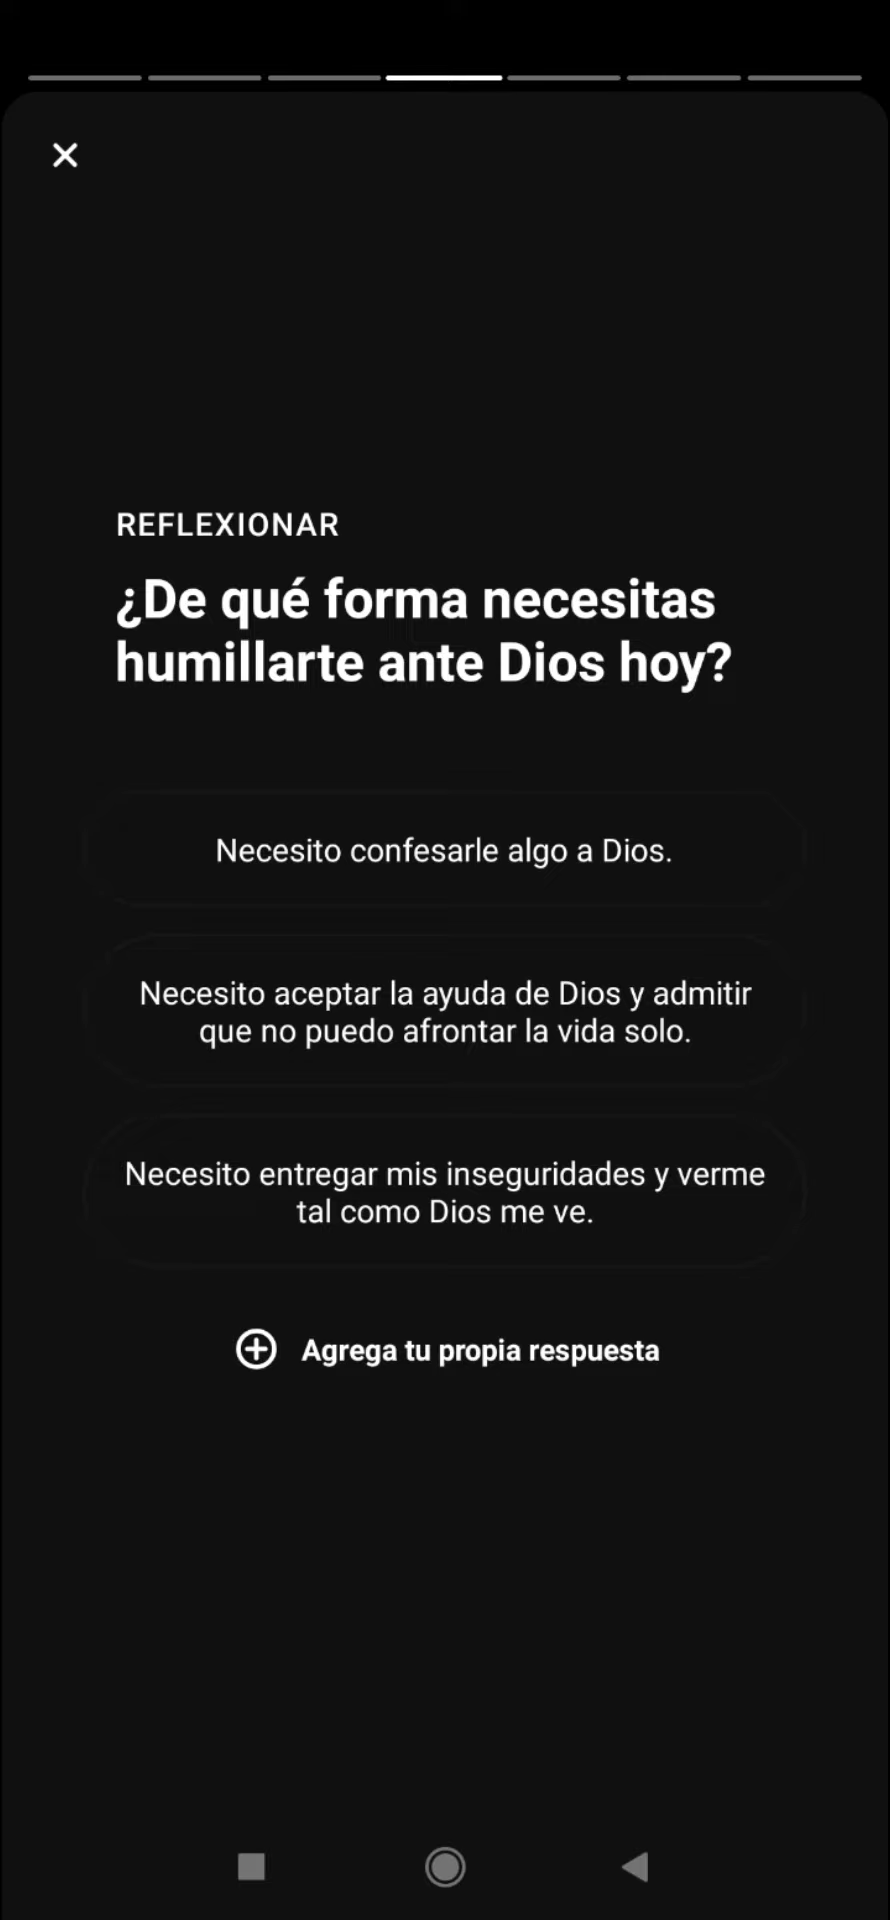 REFLEXIONAR
¿De qué forma necesitas
humillarte ante Dios hoy?
Necesito confesarle algo a Dios.
Necesito aceptar la ayuda de Dios y admitir
que no puedo afrontar la vida solo.
Necesito entregar mis inseguridades y verme
tal como Dios me ve.
Agrega tu propia respuesta